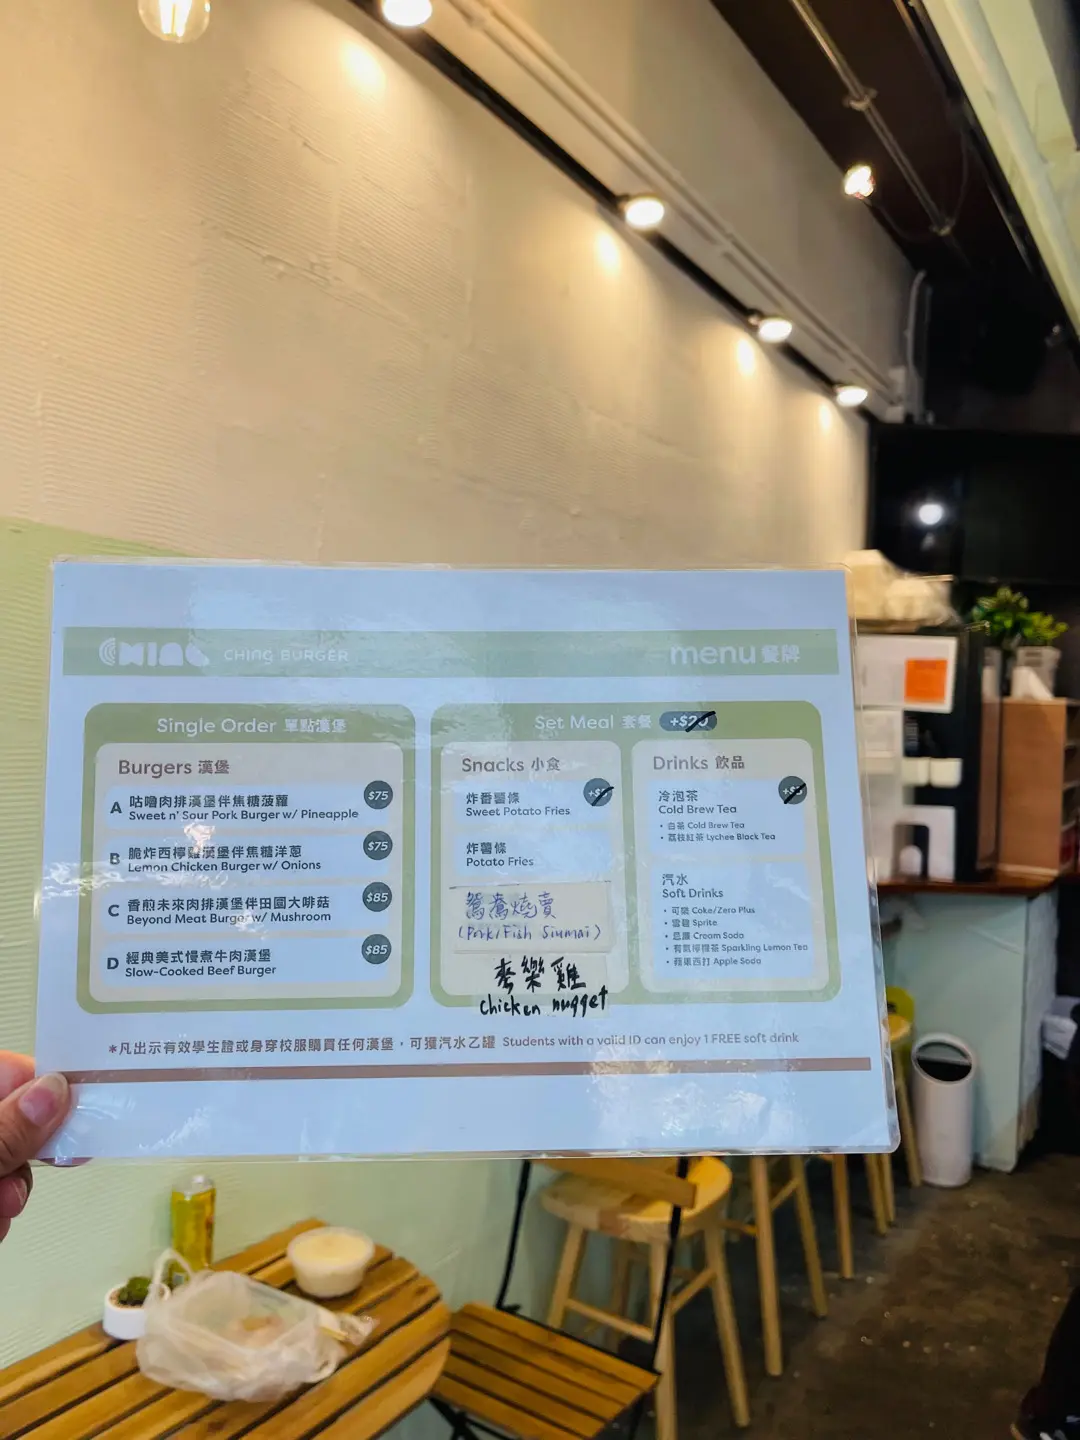 CHING CHING BURGER
menu 餐牌
Single Order 單點漢堡
Burgers 漢堡
A 咕嚕肉排漢堡伴焦糖菠蘿 $75
Sweet n' Sour Pork Burger w/ Pineapple
B 脆炸西檸雞漢堡伴焦糖洋蔥 $75
Lemon Chicken Burger w/ Onions
C 香煎未來肉排漢堡伴田園大啡菇 $85
Beyond Meat Burger w/ Mushroom
D 經典美式慢煮牛肉漢堡 $85
Slow-Cooked Beef Burger
Set Meal 套餐 +$20
Snacks 小食
炸番薯條 +$5
Sweet Potato Fries
炸薯條
Potato Fries
鴛鴦燒賣
(Pork/Fish Siumai)
麥樂雞
Chicken nugget
Drinks 飲品
冷泡茶 +$5
Cold Brew Tea
• 白茶 Cold Brew Tea
• 荔枝紅茶 Lychee Black Tea
汽水
Soft Drinks
• 可樂 Coke/Zero Plus
• 雪碧 Sprite
• 忌廉 Cream Soda
• 有氣檸檬茶 Sparkling Lemon Tea
• 蘋果西打 Apple Soda
*凡出示有效學生證或身穿校服購買任何漢堡，可獲汽水乙罐 Students with a valid ID can enjoy 1 FREE soft drink